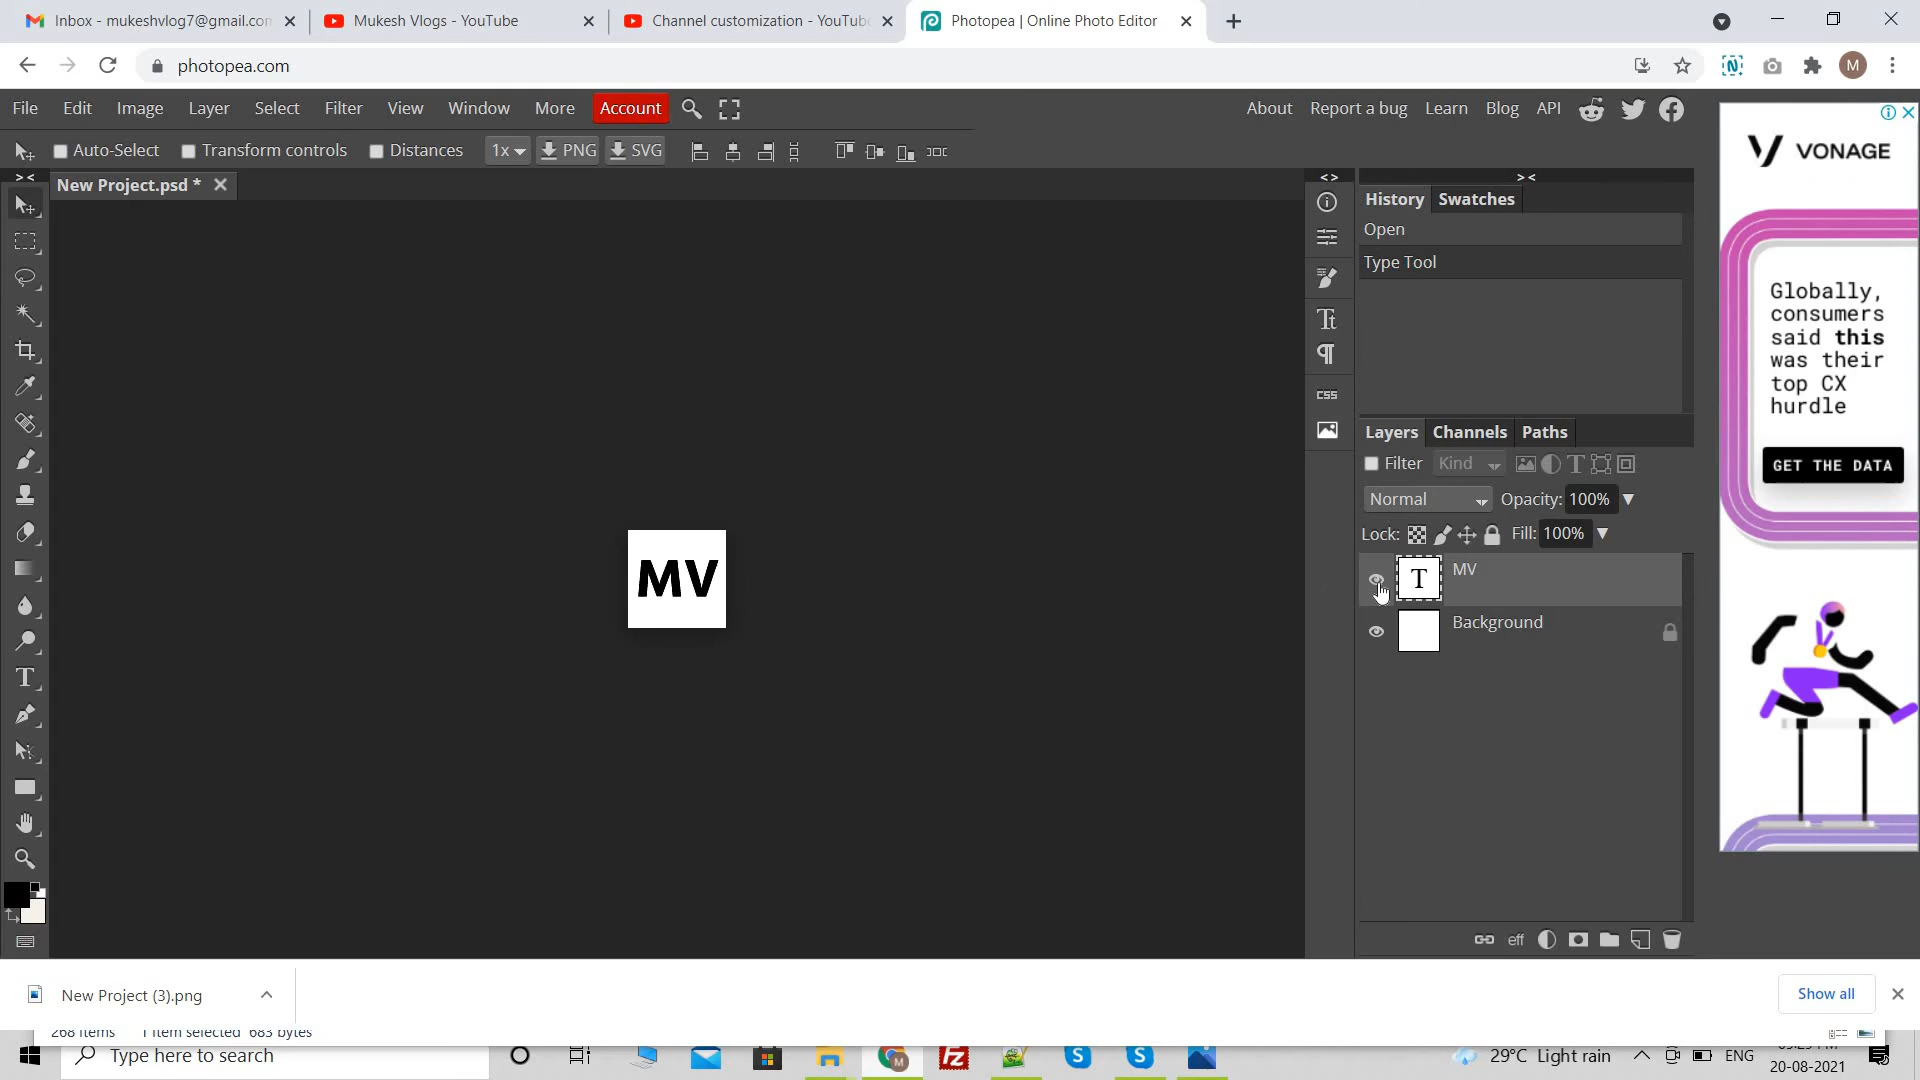 Inbox - mukeshvlog7@gmail.con
Mukesh Vlogs - YouTube
Channel customization - YouTube
Photopea | Online Photo Editor
photopea.com
M
File Edit Image Layer Select Filter View Window More Account
About Report a bug Learn Blog API
Auto-Select Transform controls Distances 1x PNG SVG
New Project.psd *
MV
> <
< >
> <
History Swatches
Open
Type Tool
CSS
Layers Channels Paths
Filter Kind
Normal Opacity: 100%
Lock: Fill: 100%
T MV
Background
eff
VONAGE
Globally,
consumers
said this
was their
top CX
hurdle
GET THE DATA
New Project (3).png
Show all
268 items 1 item selected 683 bytes
Type here to search
29°C Light rain
ENG
20-08-2021